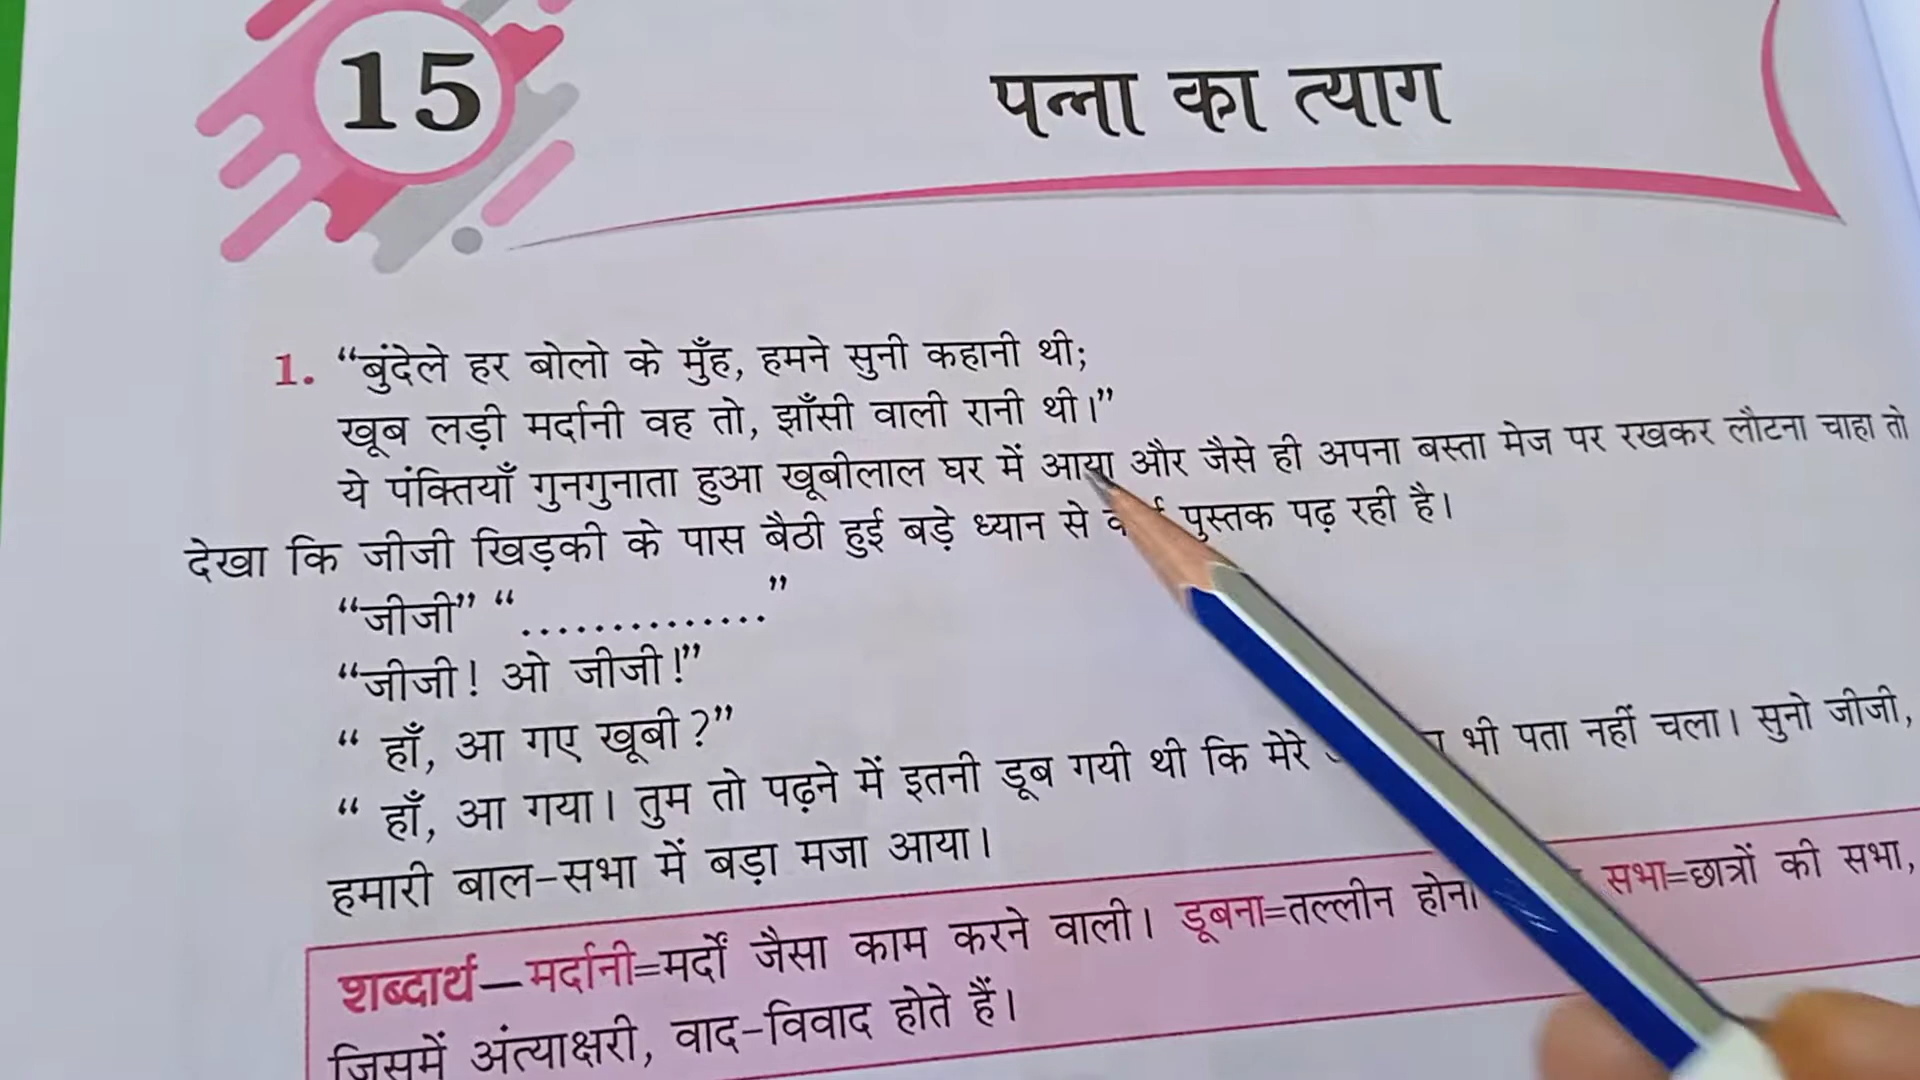 15
पन्ना का त्याग
1. “बुंदेले हर बोलो के मुँह, हमने सुनी कहानी थी;
खूब लड़ी मर्दानी वह तो, झाँसी वाली रानी थी।”
ये पंक्तियाँ गुनगुनाता हुआ खूबीलाल घर में आया और जैसे ही अपना बस्ता मेज पर रखकर लौटना चाहा तो
देखा कि जीजी खिड़की के पास बैठी हुई बड़े ध्यान से पुस्तक पढ़ रही है।
“जीजी” “ ..............”
“जीजी! ओ जीजी!”
“ हाँ, आ गए खूबी?”
“ हाँ, आ गया। तुम तो पढ़ने में इतनी डूब गयी थी कि मेरे भी पता नहीं चला। सुनो जीजी,
हमारी बाल-सभा में बड़ा मजा आया।
शब्दार्थ—मर्दानी=मर्दों जैसा काम करने वाली। डूबना=तल्लीन होना सभा=छात्रों की सभा,
जिसमें अंत्याक्षरी, वाद-विवाद होते हैं।